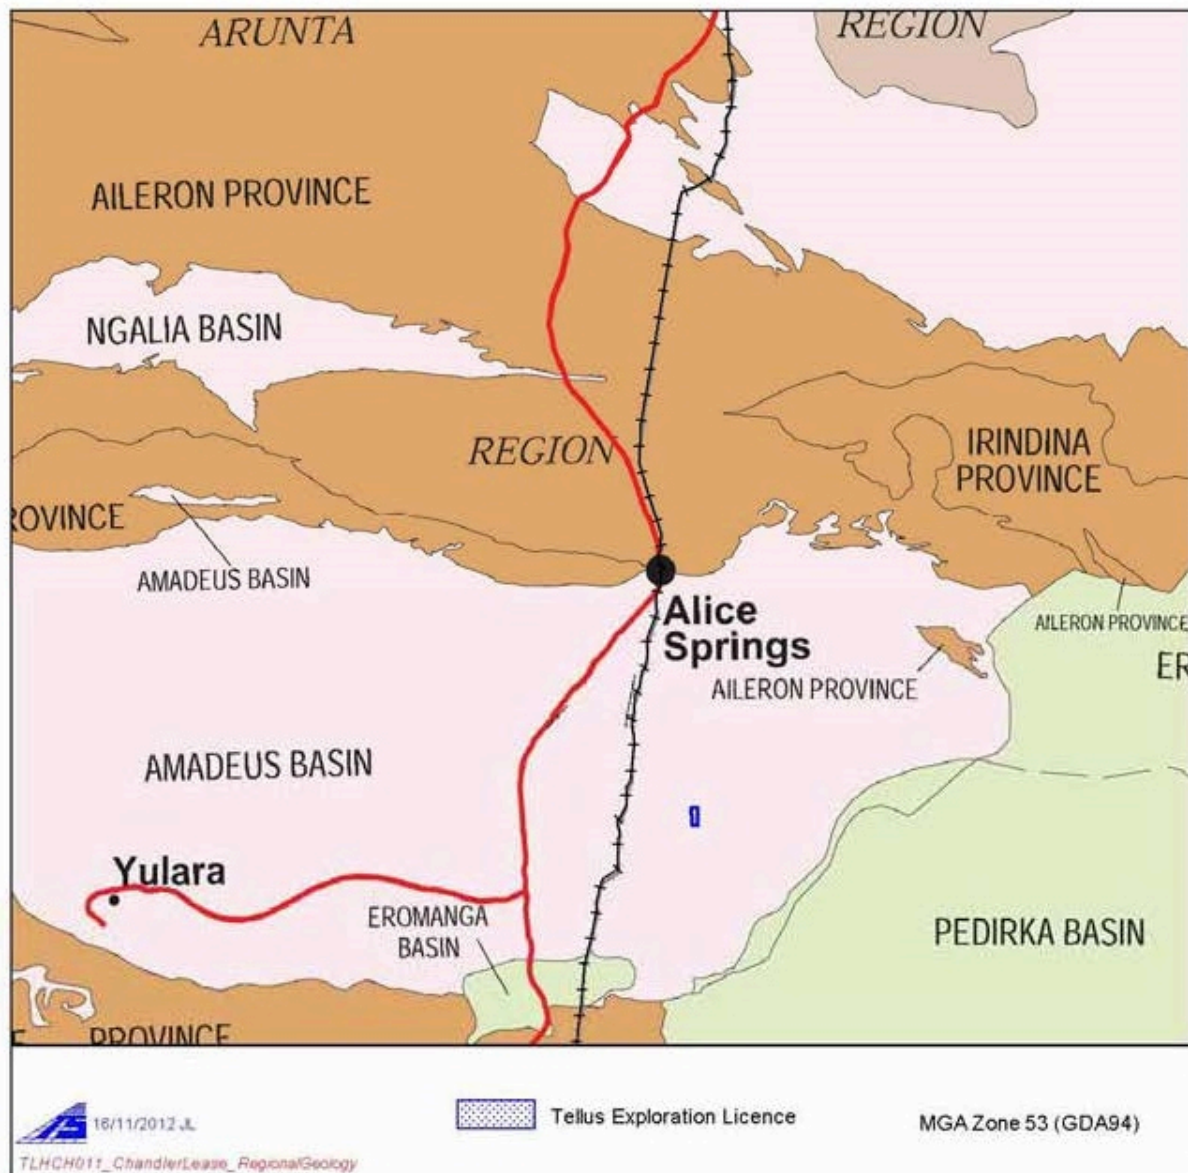 ARUNTA
REGION
AILERON PROVINCE
NGALIA BASIN
REGION
IRINDINA
PROVINCE
ROVINCE
AMADEUS BASIN
Alice
Springs
AILERON PROVINCE
ER
AILERON PROVINCE
AMADEUS BASIN
1
Yulara
EROMANGA
BASIN
PEDIRKA BASIN
E PROVINCE
16/11/2012 JL
Tellus Exploration Licence
MGA Zone 53 (GDA94)
TLHCH011_ChandlerLease_RegionalGeology